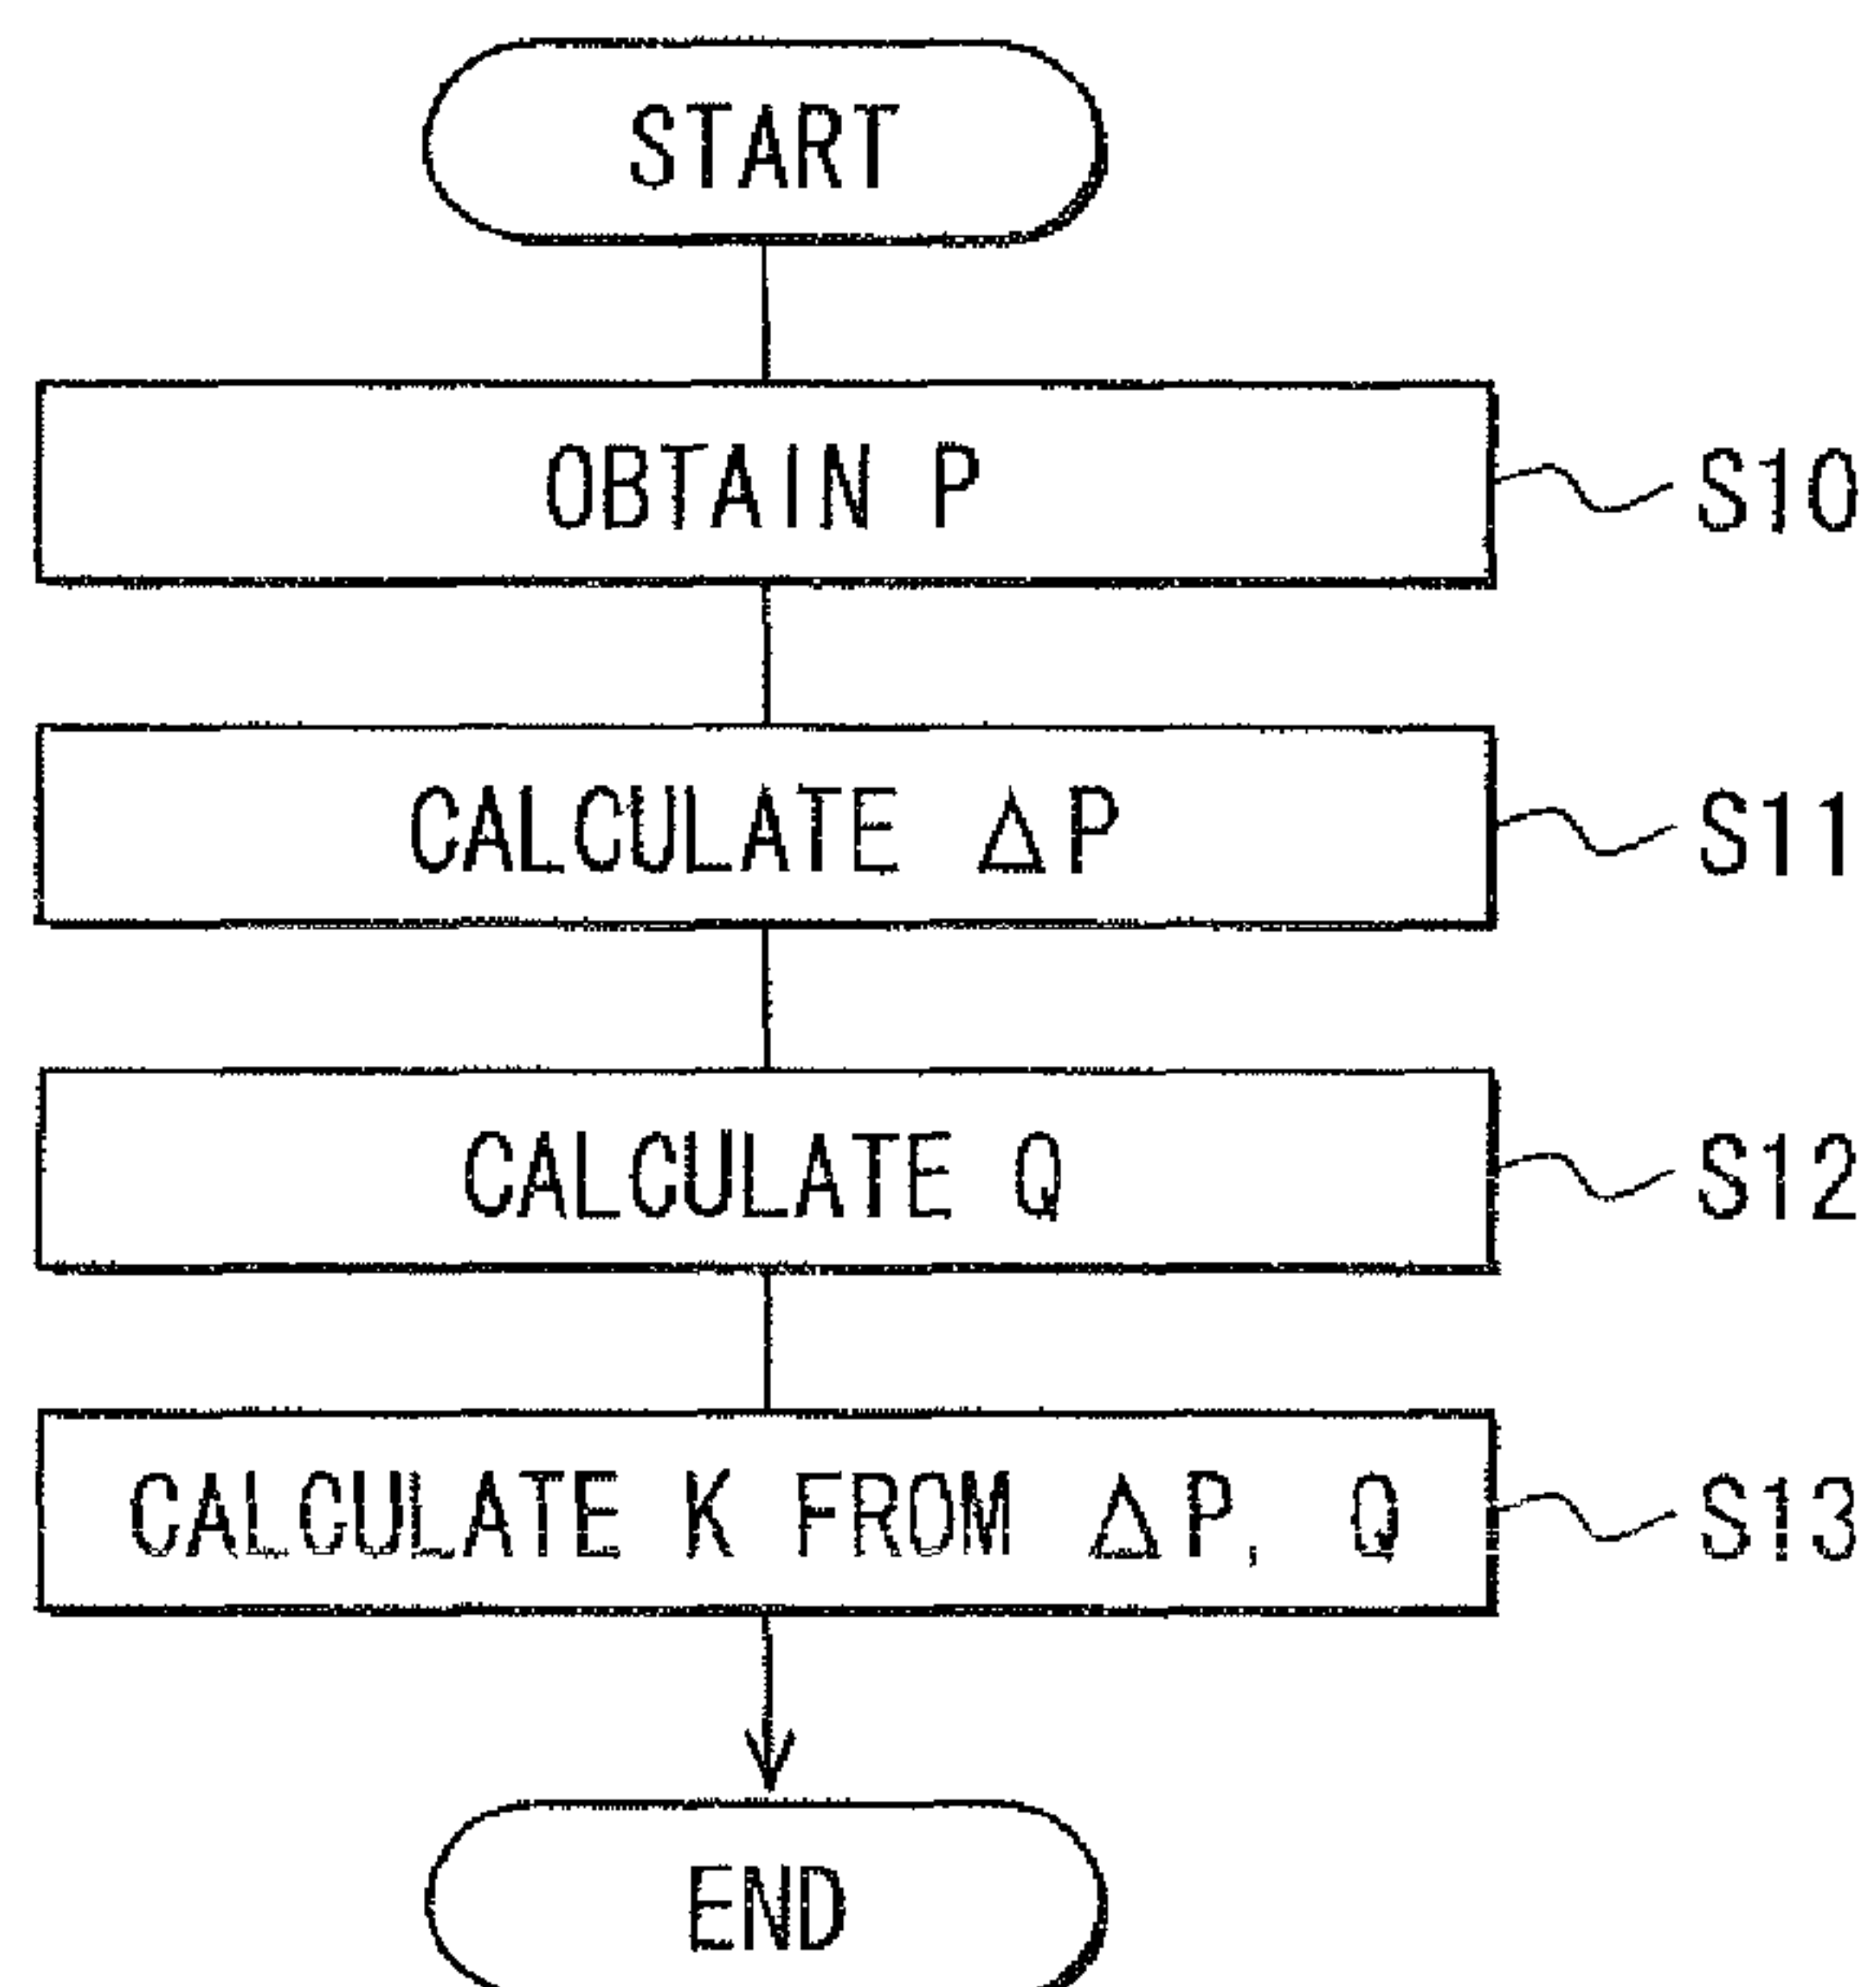 START
OBTAIN P S10
CALCULATE ΔP S11
CALCULATE Q S12
CALCULATE K FROM ΔP, Q S13
END